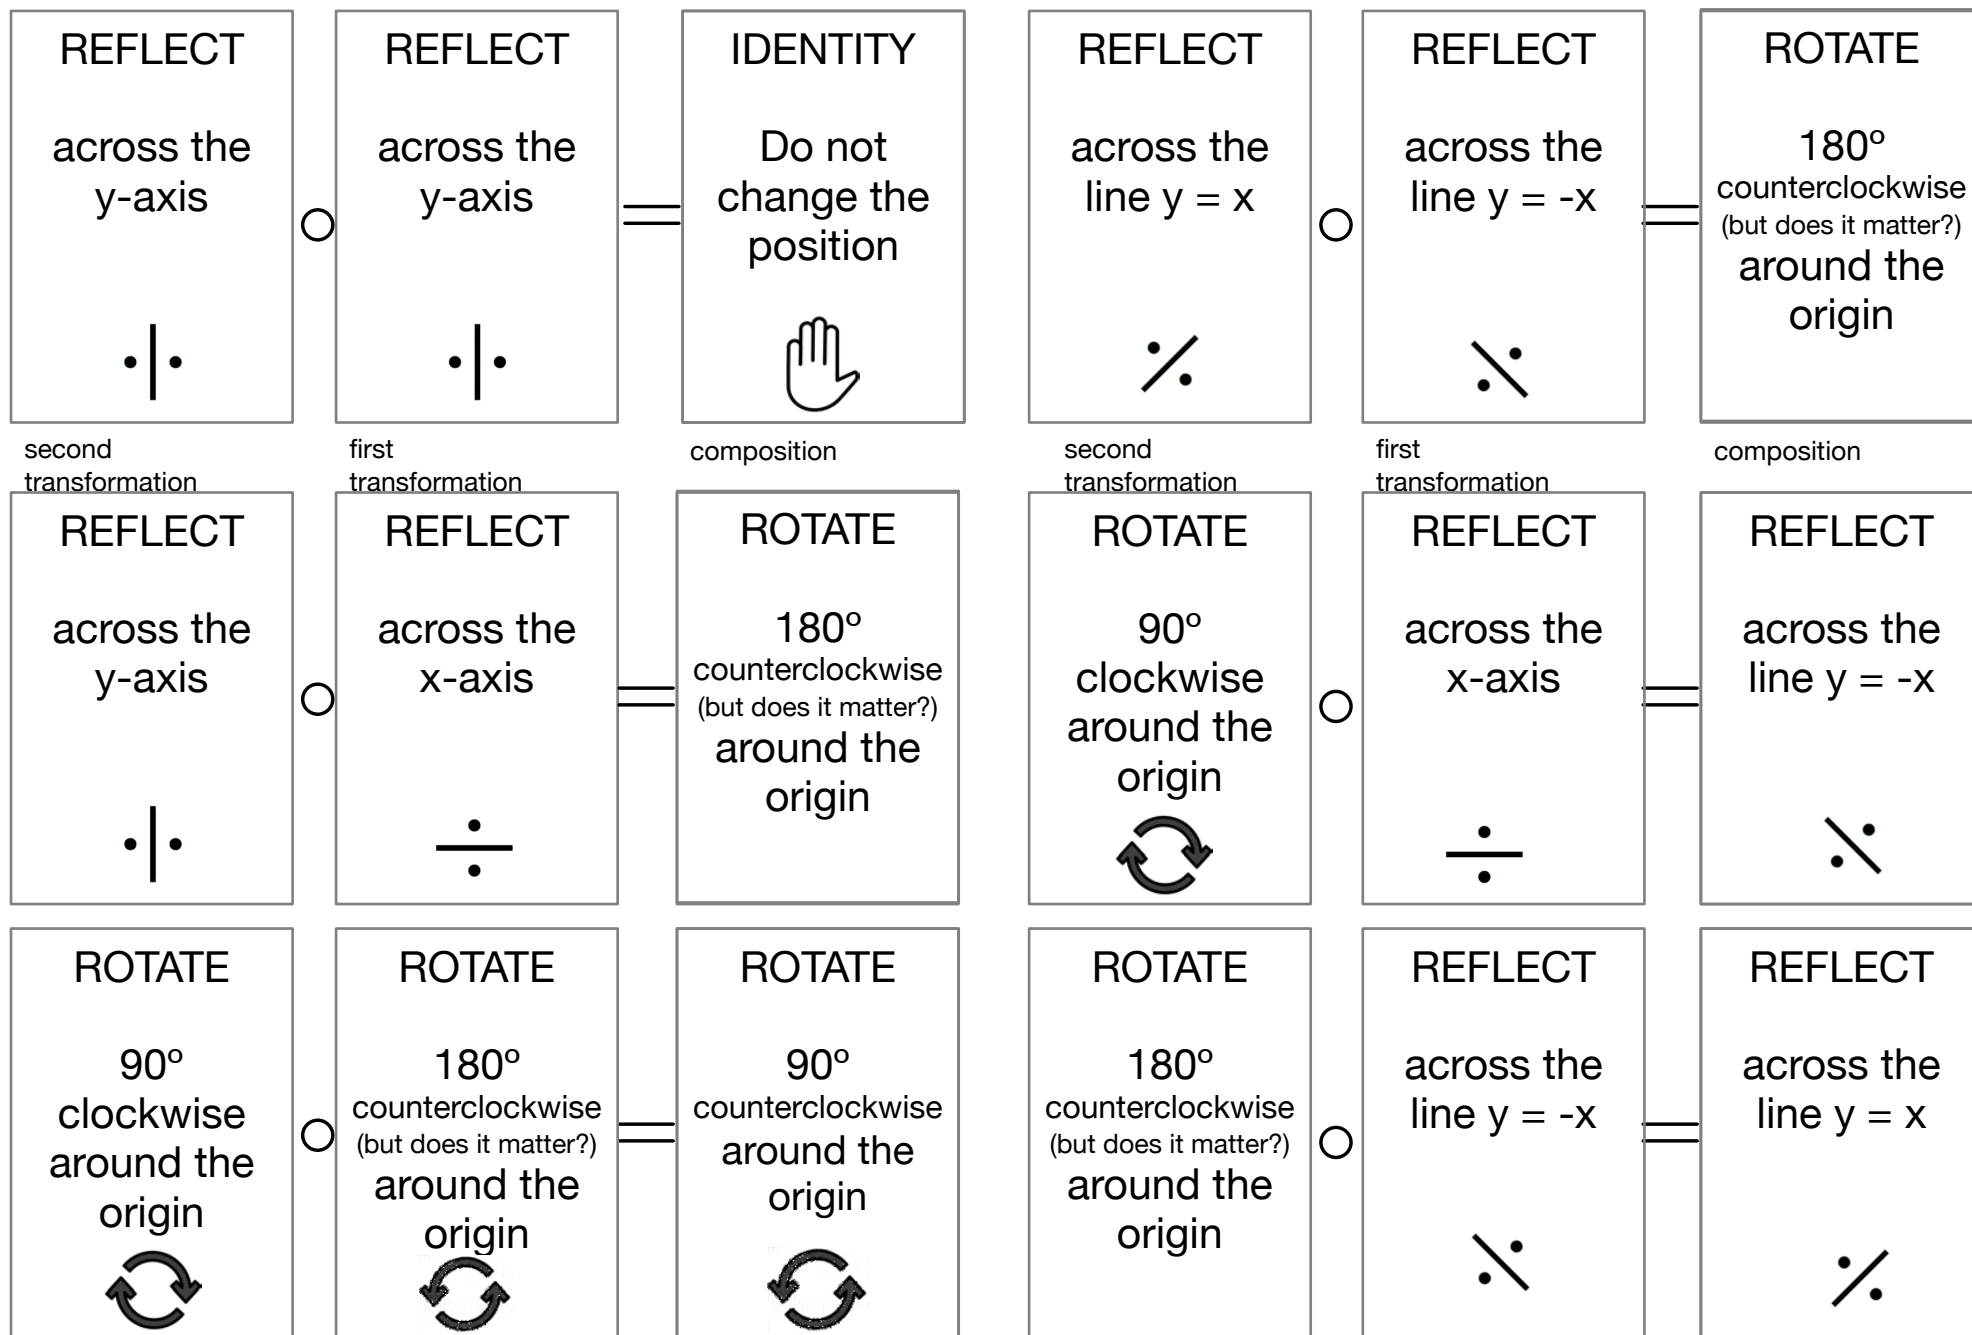 REFLECT
across the
y-axis
REFLECT
across the
y-axis
IDENTITY
Do not
change the
position
REFLECT
across the
line y = x
REFLECT
across the
line y = -x
ROTATE
180º
counterclockwise
(but does it matter?)
around the
origin
second
transformation
first
transformation
composition
second
transformation
first
transformation
composition
REFLECT
across the
y-axis
REFLECT
across the
x-axis
ROTATE
180º
counterclockwise
(but does it matter?)
around the
origin
ROTATE
90º
clockwise
around the
origin
REFLECT
across the
x-axis
REFLECT
across the
line y = -x
ROTATE
90º
clockwise
around the
origin
ROTATE
180º
counterclockwise
(but does it matter?)
around the
origin
ROTATE
90º
counterclockwise
around the
origin
ROTATE
180º
counterclockwise
(but does it matter?)
around the
origin
REFLECT
across the
line y = -x
REFLECT
across the
line y = x